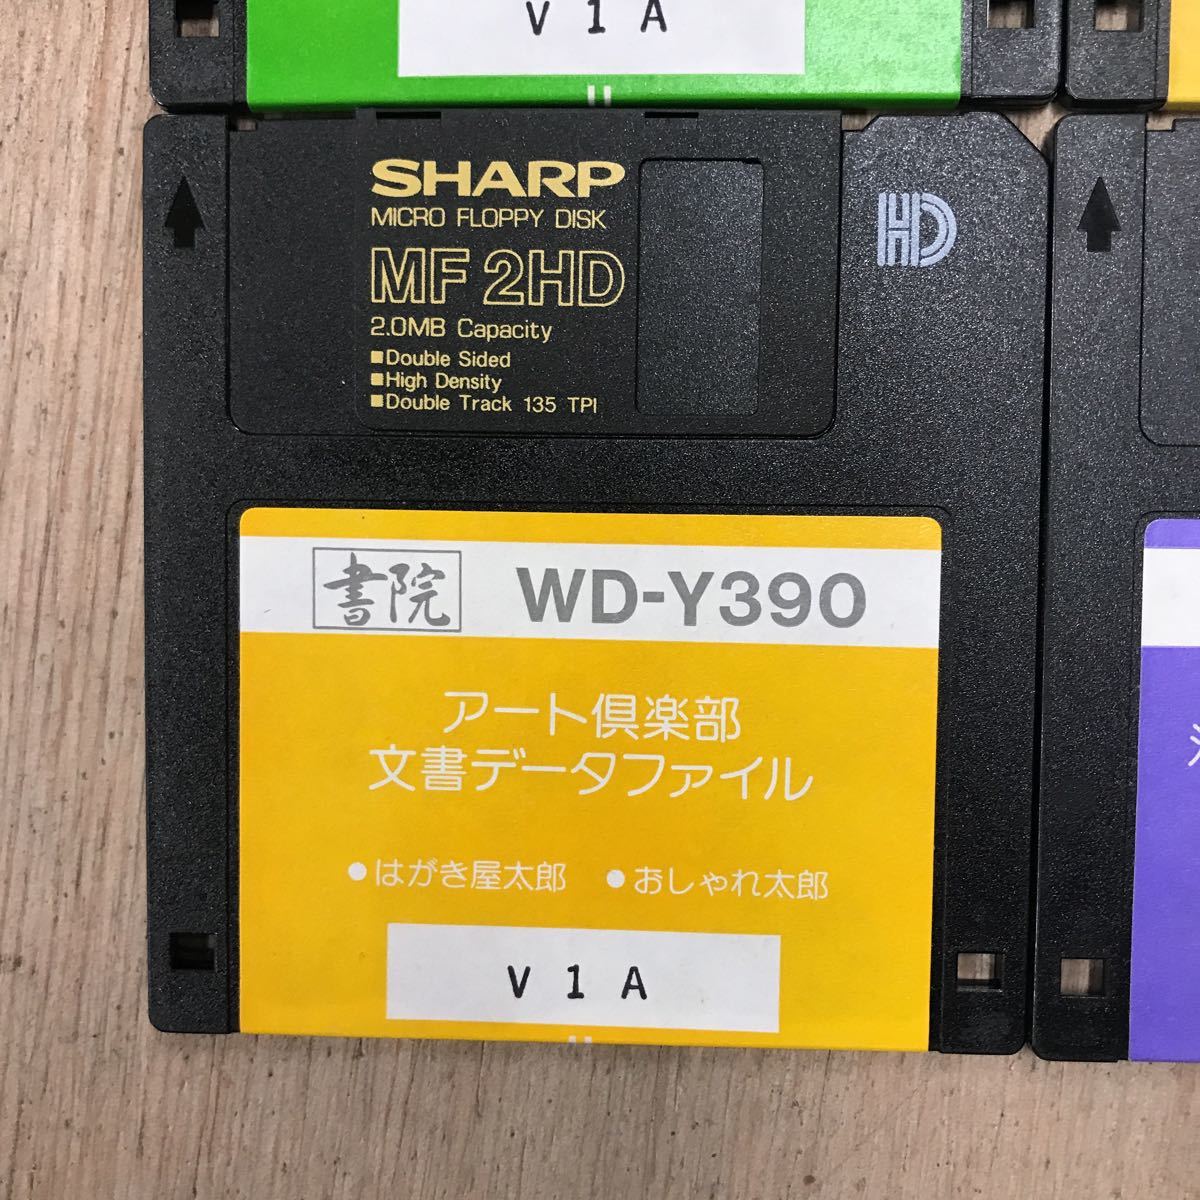 V 1 A
SHARP
MICRO FLOPPY DISK
MF 2HD
2.0MB Capacity
■Double Sided
■High Density
■Double Track 135 TPI
HD
書院 WD-Y390
アート倶楽部
文書データファイル
●はがき屋太郎 ●おしゃれ太郎
V 1 A